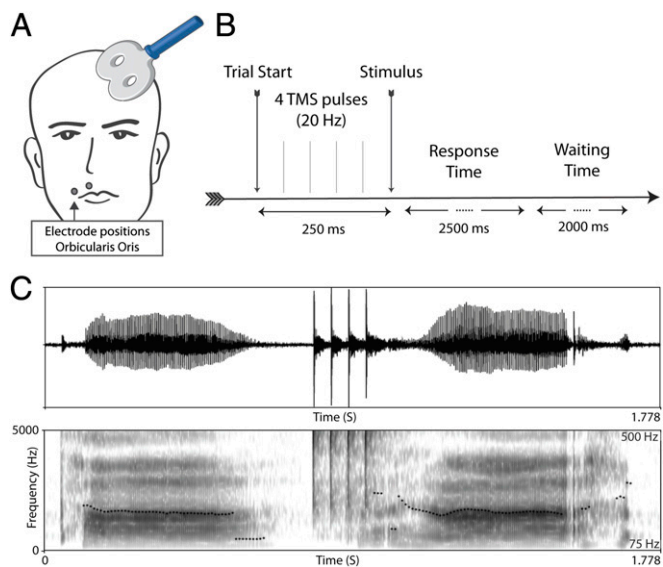 A
Electrode positions
Orbicularis Oris
B
Trial Start
Stimulus
4 TMS pulses
(20 Hz)
Response
Time
Waiting
Time
250 ms
2500 ms
2000 ms
C
Time (S)
1.778
5000
500 Hz
Frequency (Hz)
75 Hz
0
0
Time (S)
1.778